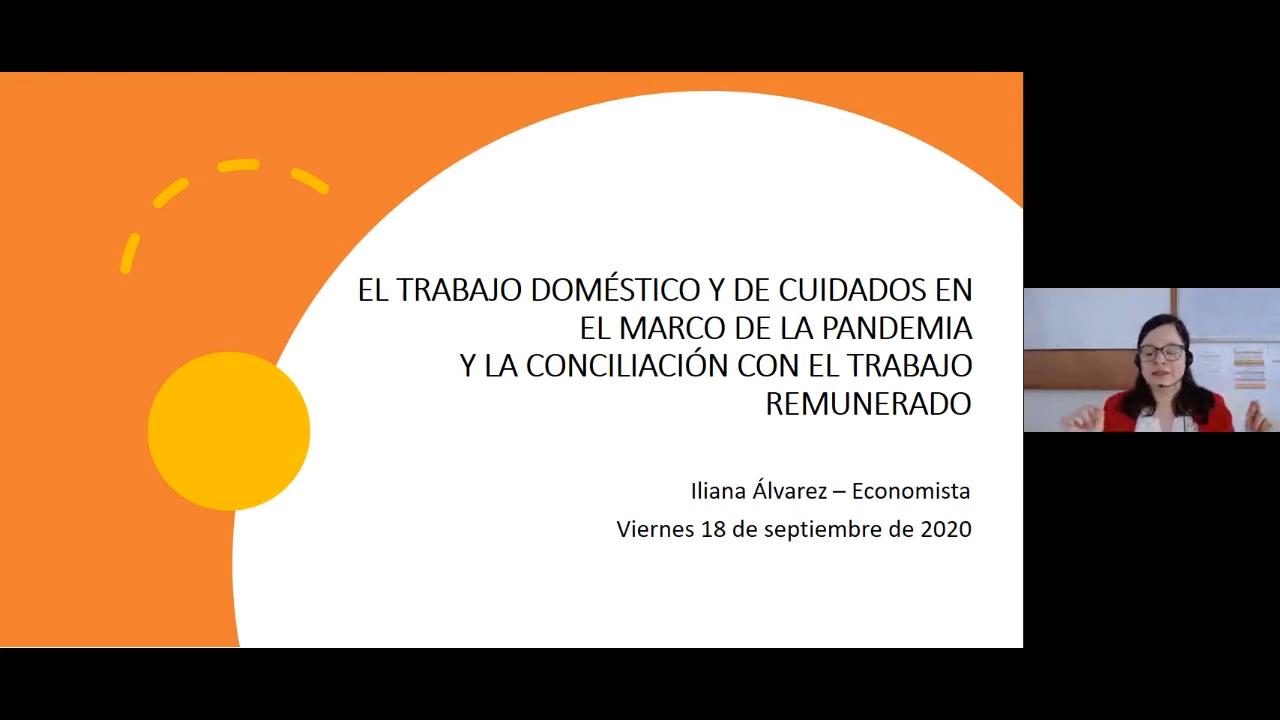 EL TRABAJO DOMÉSTICO Y DE CUIDADOS EN
EL MARCO DE LA PANDEMIA
Y LA CONCILIACIÓN CON EL TRABAJO
REMUNERADO
Iliana Álvarez – Economista
Viernes 18 de septiembre de 2020